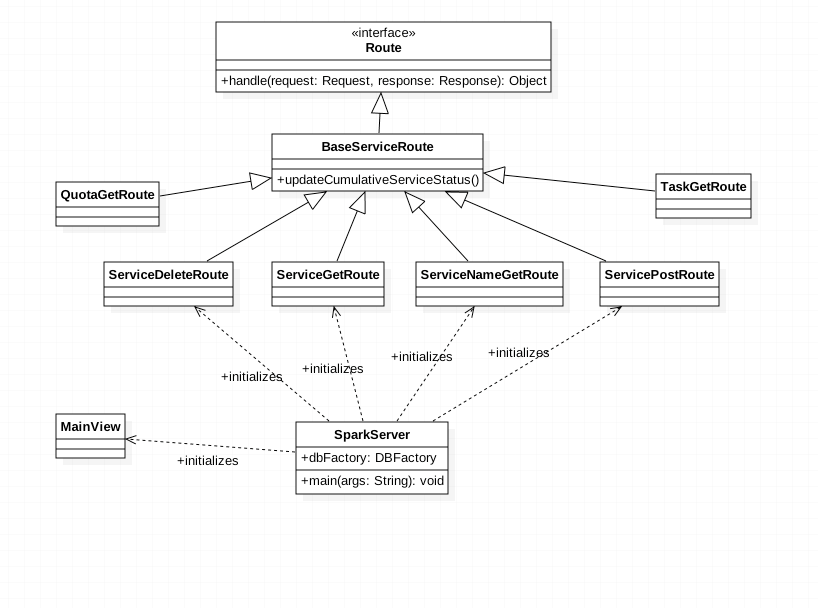 «interface»
Route
+handle(request: Request, response: Response): Object
BaseServiceRoute
+updateCumulativeServiceStatus()
QuotaGetRoute
TaskGetRoute
ServiceDeleteRoute
ServiceGetRoute
ServiceNameGetRoute
ServicePostRoute
+initializes
+initializes
+initializes
+initializes
MainView
+initializes
SparkServer
+dbFactory: DBFactory
+main(args: String): void